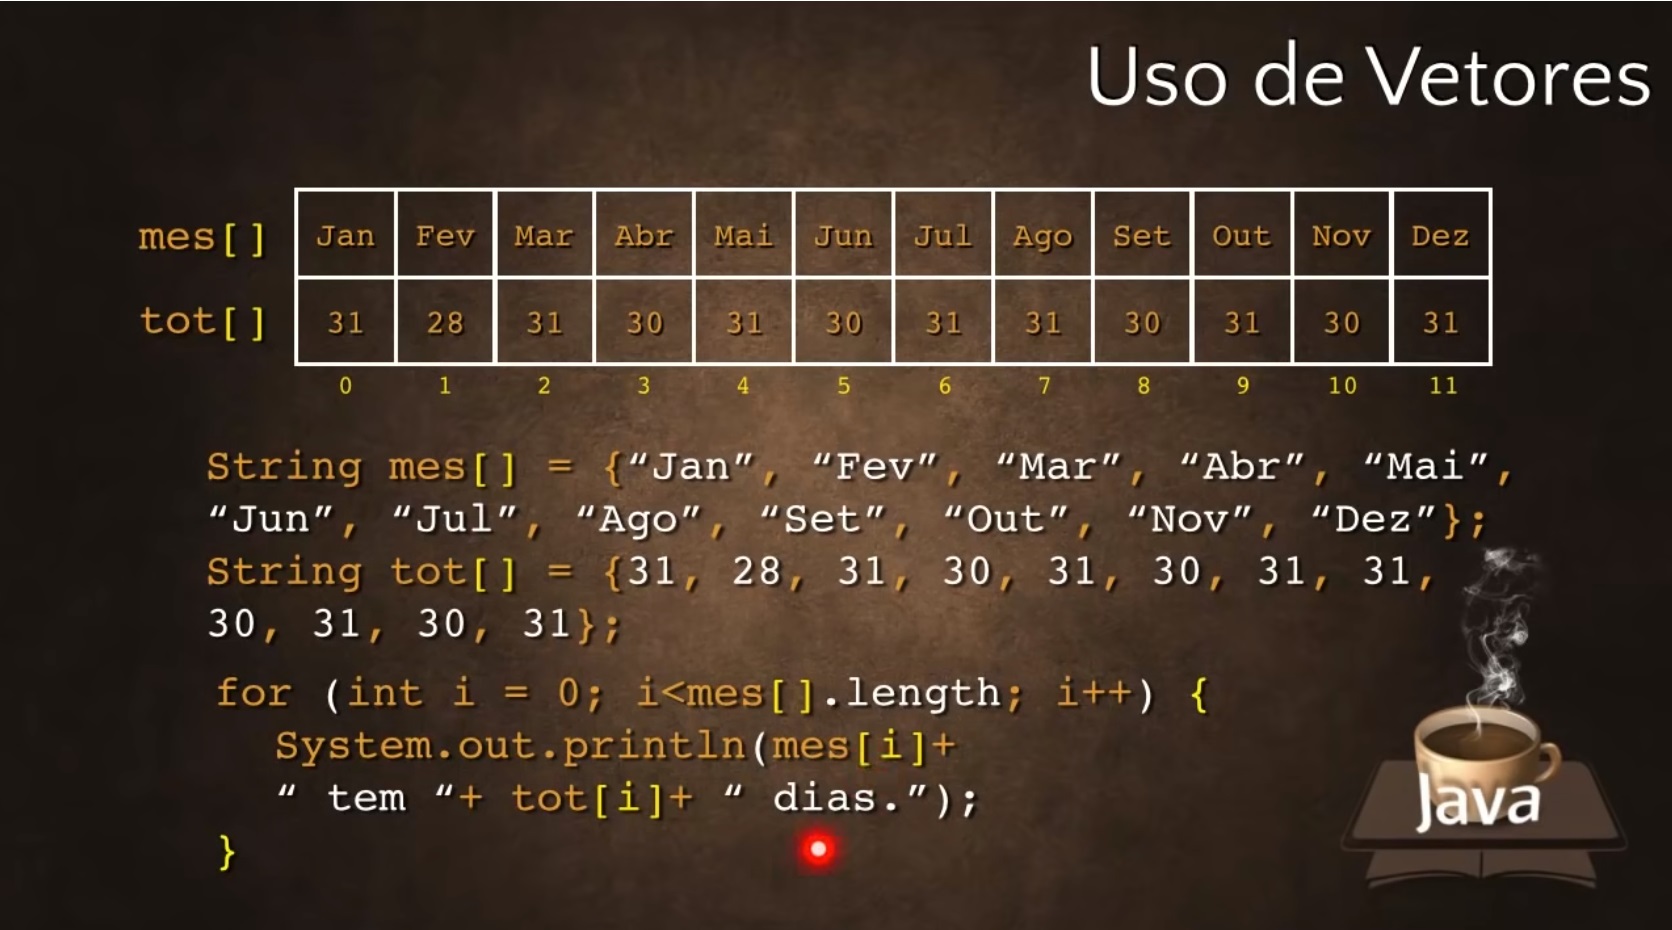 Uso de Vetores
mes[] Jan Fev Mar Abr Mai Jun Jul Ago Set Out Nov Dez
tot[] 31 28 31 30 31 30 31 31 30 31 30 31
0 1 2 3 4 5 6 7 8 9 10 11
String mes[] = {“Jan”, “Fev”, “Mar”, “Abr”, “Mai”,
“Jun”, “Jul”, “Ago”, “Set”, “Out”, “Nov”, “Dez”};
String tot[] = {31, 28, 31, 30, 31, 30, 31, 31,
30, 31, 30, 31};
for (int i = 0; i<mes[].length; i++) {
System.out.println(mes[i]+
“ tem “+ tot[i]+ “ dias.”);
}
Java